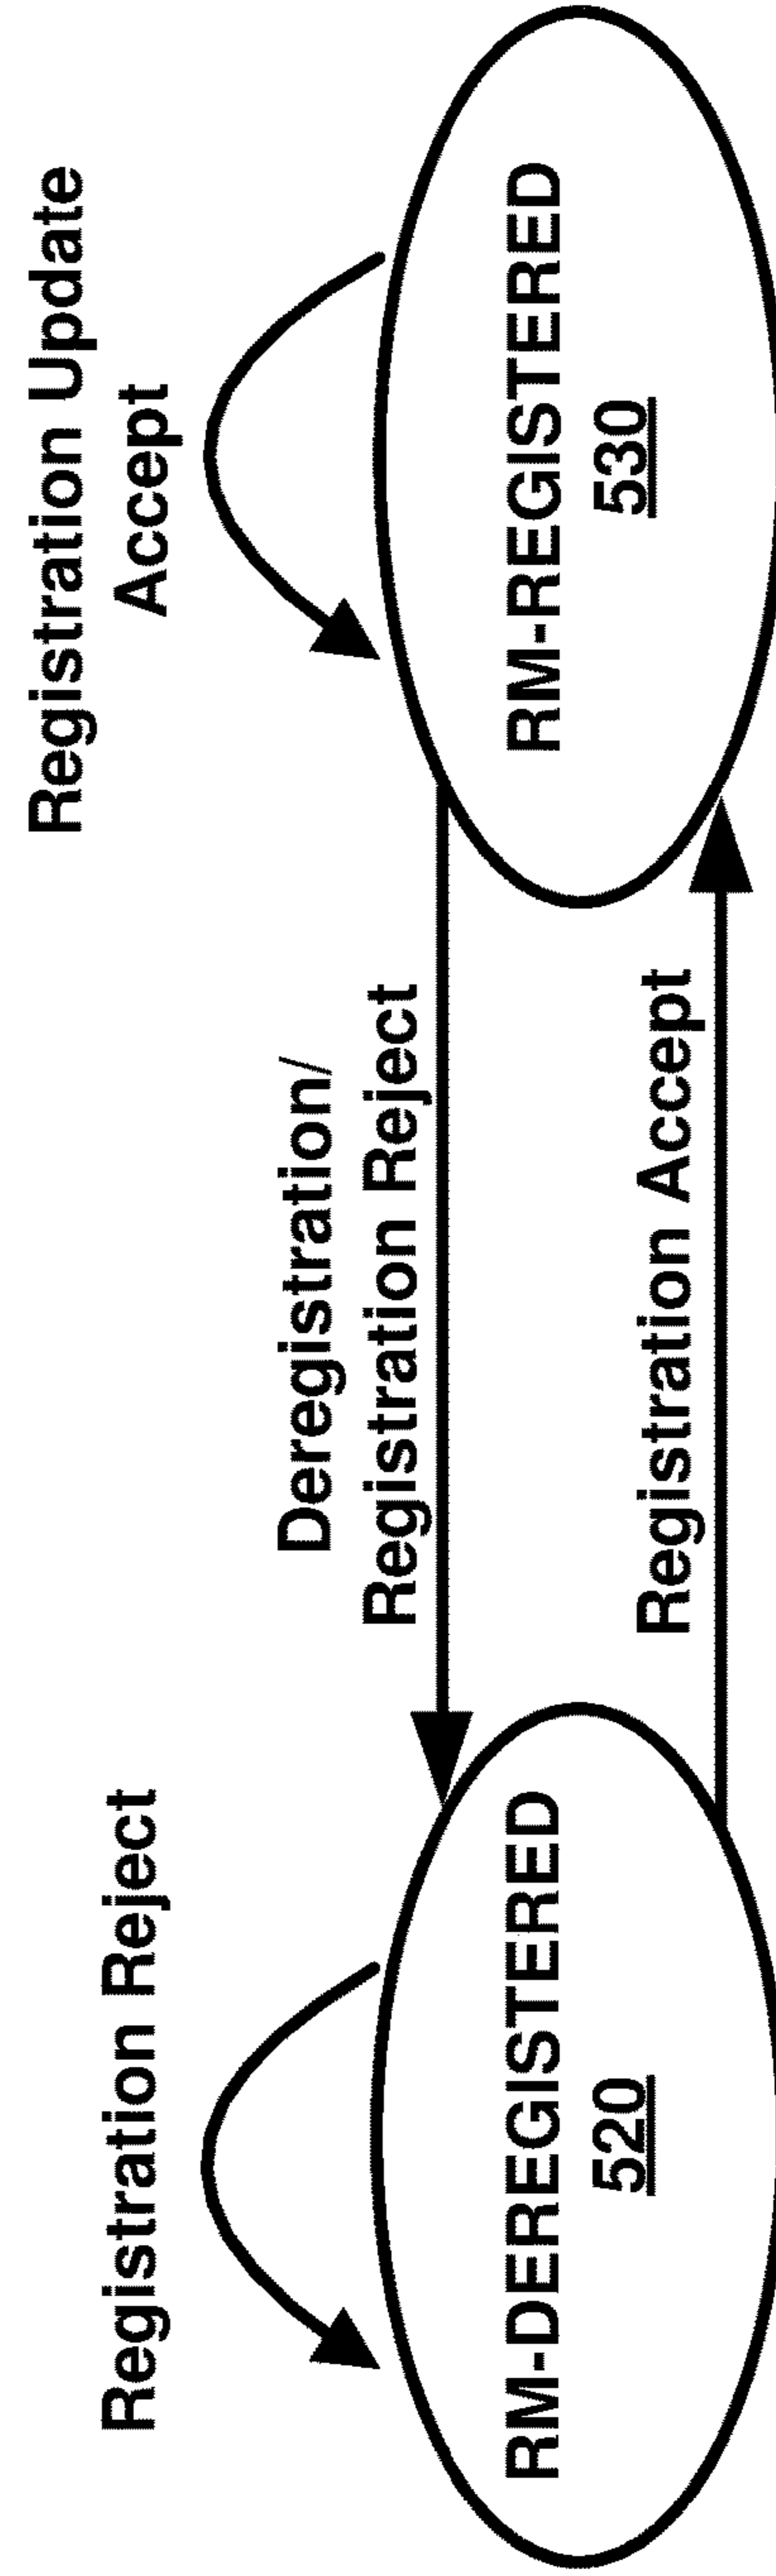 Registration Reject
Registration Update
Accept
Deregistration/
Registration Reject
RM-DEREGISTERED
520
RM-REGISTERED
530
Registration Accept